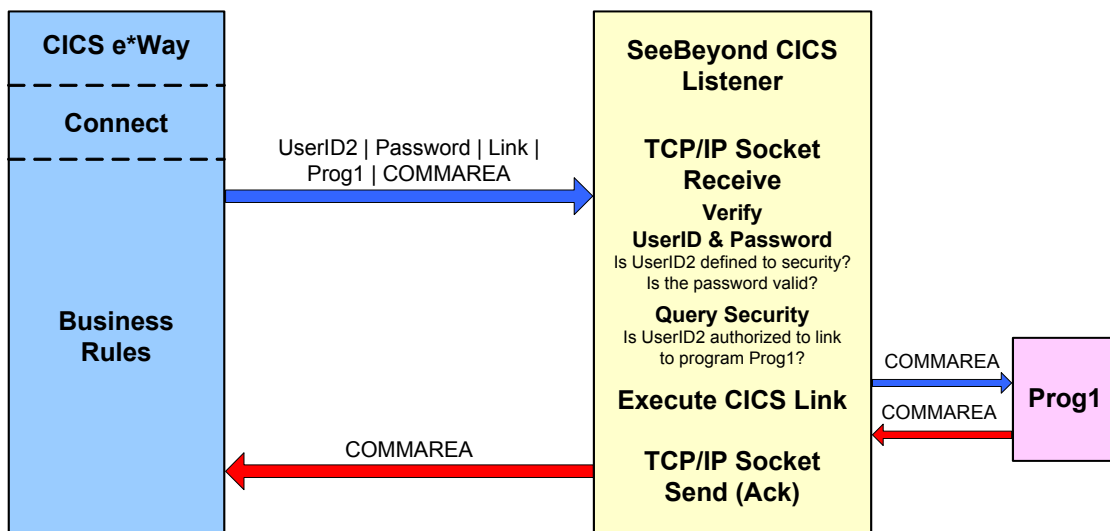 CICS e*Way
Connect
Business
Rules
UserID2 | Password | Link |
Prog1 | COMMAREA
COMMAREA
SeeBeyond CICS
Listener
TCP/IP Socket
Receive
Verify
UserID & Password
Is UserID2 defined to security?
Is the password valid?
Query Security
Is UserID2 authorized to link
to program Prog1?
Execute CICS Link
TCP/IP Socket
Send (Ack)
COMMAREA
COMMAREA
Prog1